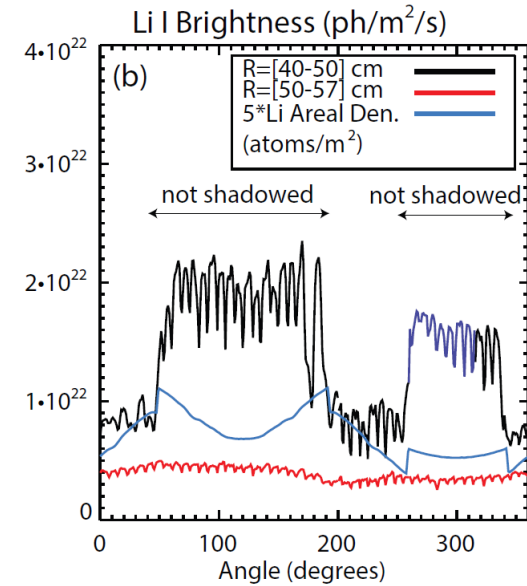 Li I Brightness (ph/m²/s)
4•10²²
(b)
R=[40-50] cm
R=[50-57] cm
5*Li Areal Den.
(atoms/m²)
3•10²²
not shadowed
not shadowed
2•10²²
1•10²²
0
0
100
200
300
Angle (degrees)